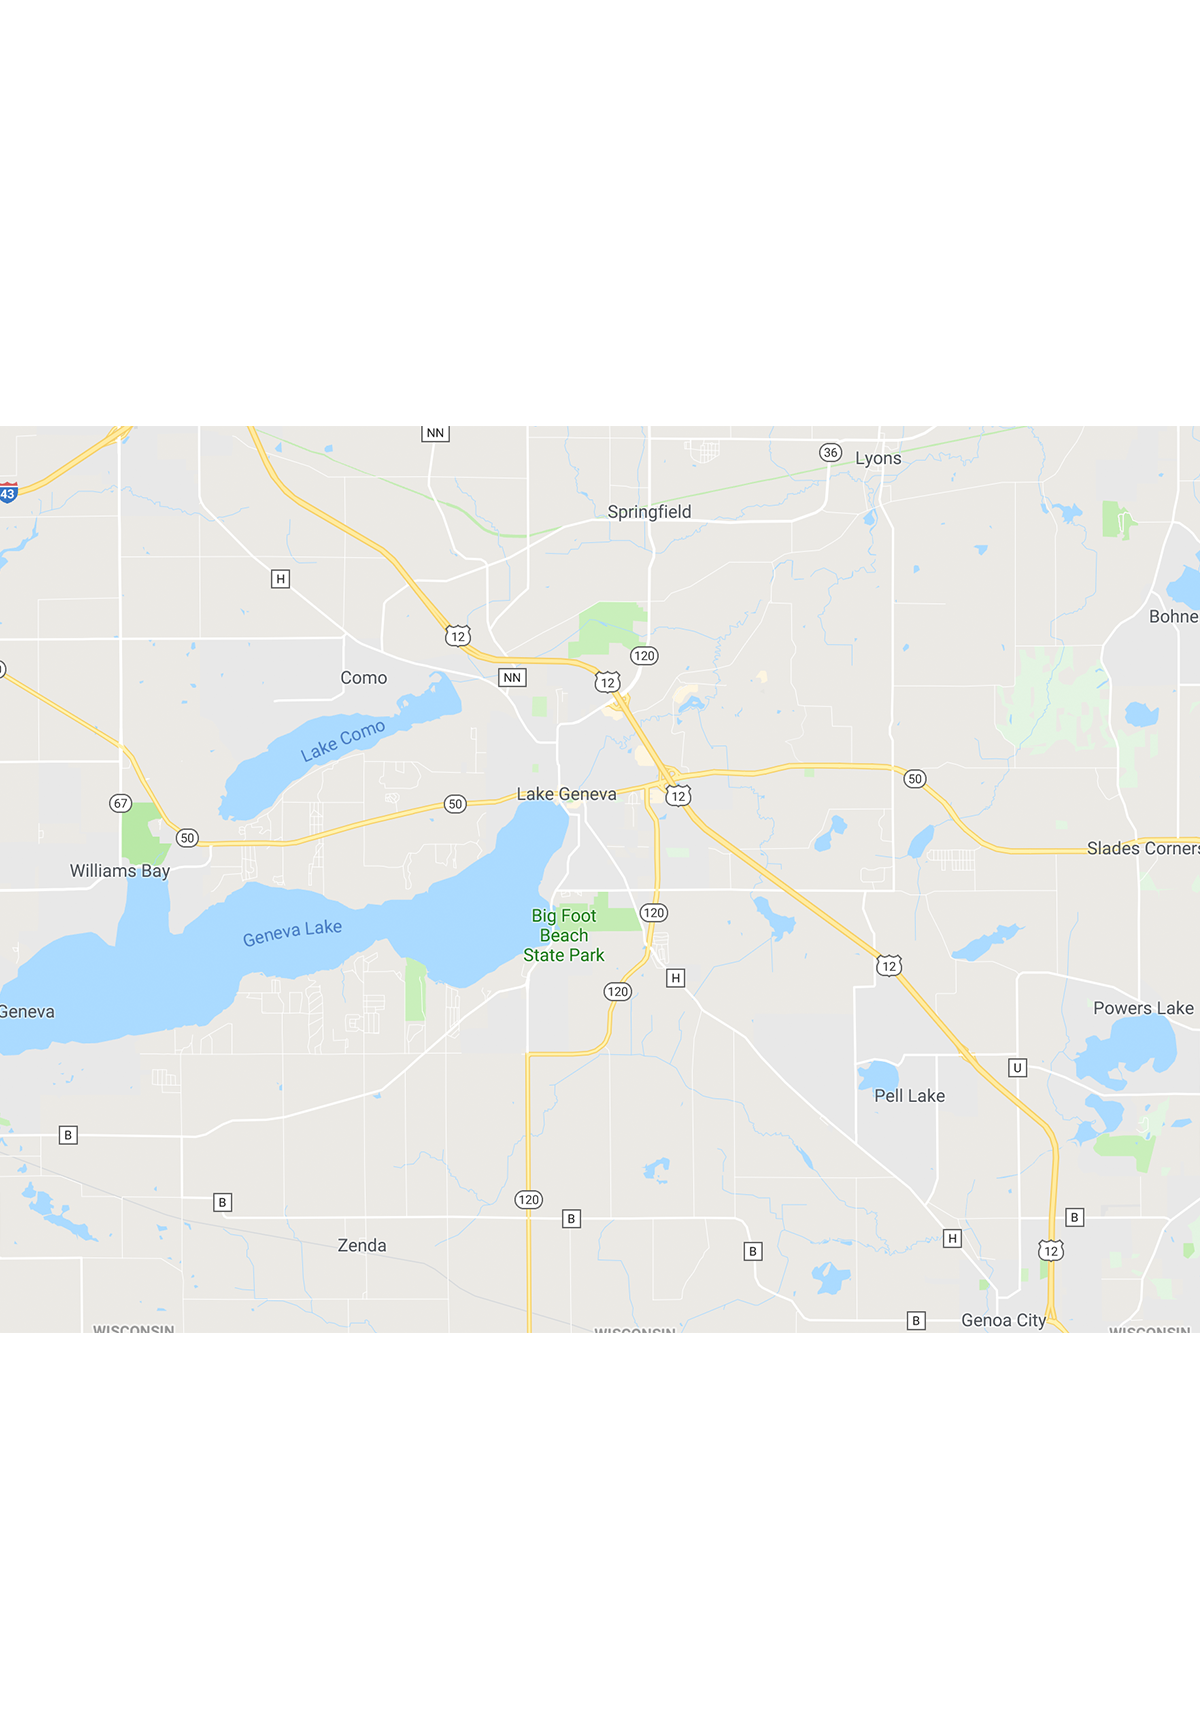 NN
36
Lyons
43
Springfield
H
Bohne
12
120
Como
NN
12
Lake Como
50
67
50
Lake Geneva
12
50
Slades Corners
Williams Bay
Big Foot
Beach
State Park
120
Geneva Lake
12
H
120
Geneva
Powers Lake
U
Pell Lake
B
B
120
B
B
H
12
Zenda
B
B
Genoa City
WISCONSIN
WISCONSIN
WISCONSIN